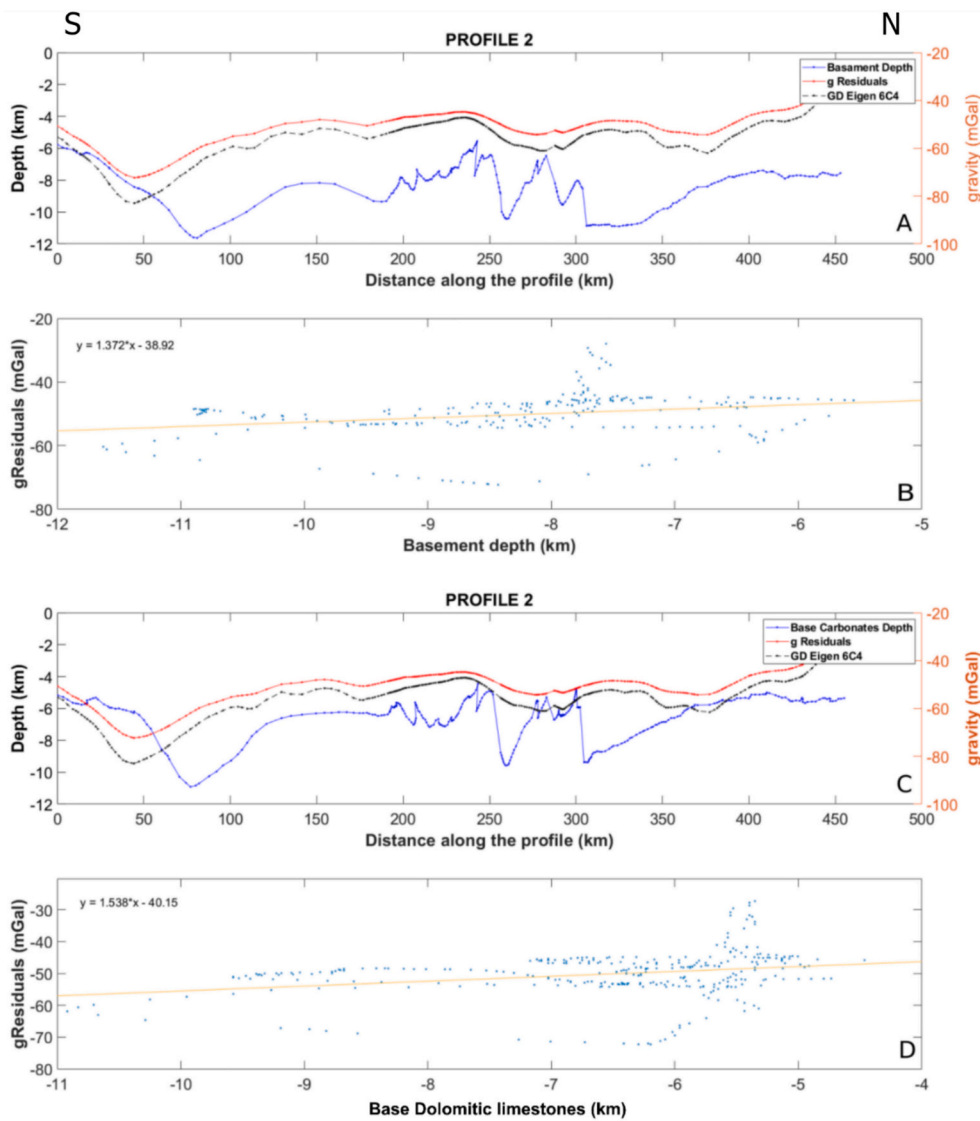 S N
PROFILE 2
Basament Depth
g Residuals
GD Eigen 6C4
0 -2 -4 -6 -8 -10 -12
Depth (km)
-20 -40 -60 -80 -100
gravity (mGal)
A
0 50 100 150 200 250 300 350 400 450 500
Distance along the profile (km)
y = 1.372*x - 38.92
-20 -40 -60 -80
gResiduals (mGal)
B
-12 -11 -10 -9 -8 -7 -6 -5
Basement depth (km)
PROFILE 2
Base Carbonates Depth
g Residuals
GD Eigen 6C4
0 -2 -4 -6 -8 -10 -12
Depth (km)
-20 -40 -60 -80 -100
gravity (mGal)
C
0 50 100 150 200 250 300 350 400 450 500
Distance along the profile (km)
y = 1.538*x - 40.15
-30 -40 -50 -60 -70 -80
gResiduals (mGal)
D
-11 -10 -9 -8 -7 -6 -5 -4
Base Dolomitic limestones (km)